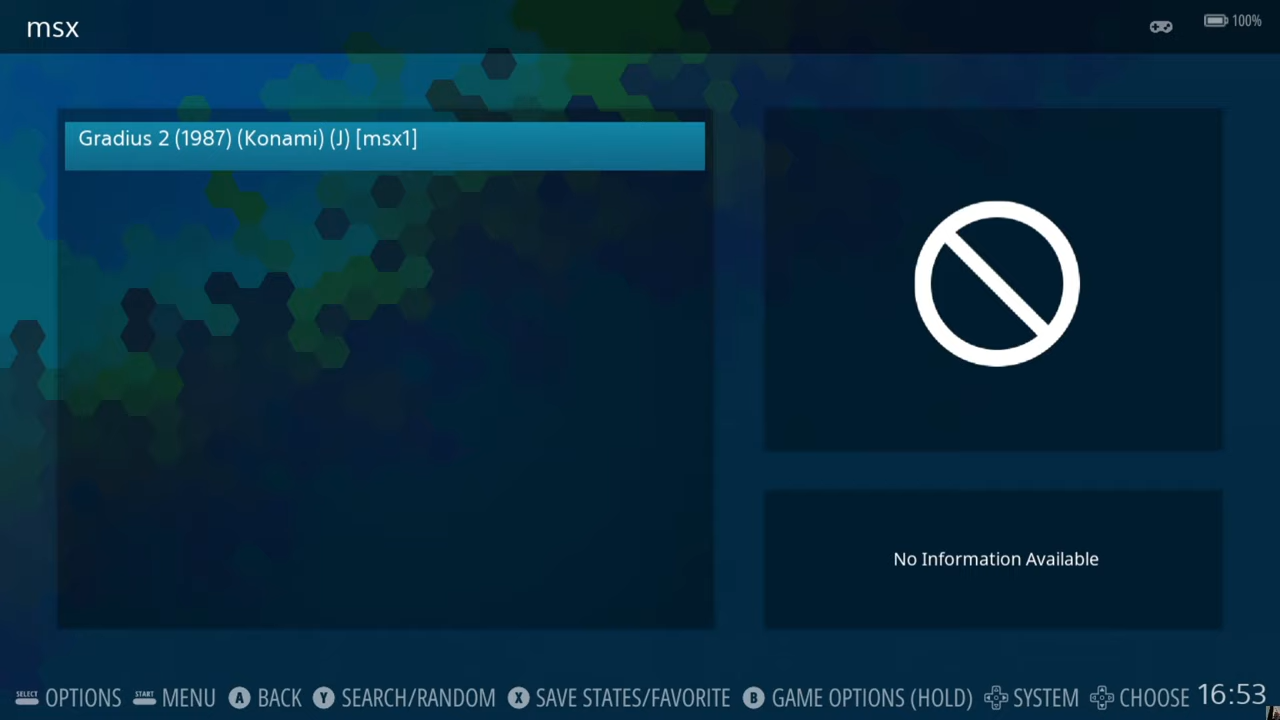 msx
100%
Gradius 2 (1987) (Konami) (J) [msx1]
No Information Available
SELECT OPTIONS START MENU A BACK Y SEARCH/RANDOM X SAVE STATES/FAVORITE B GAME OPTIONS (HOLD) SYSTEM CHOOSE 16:53